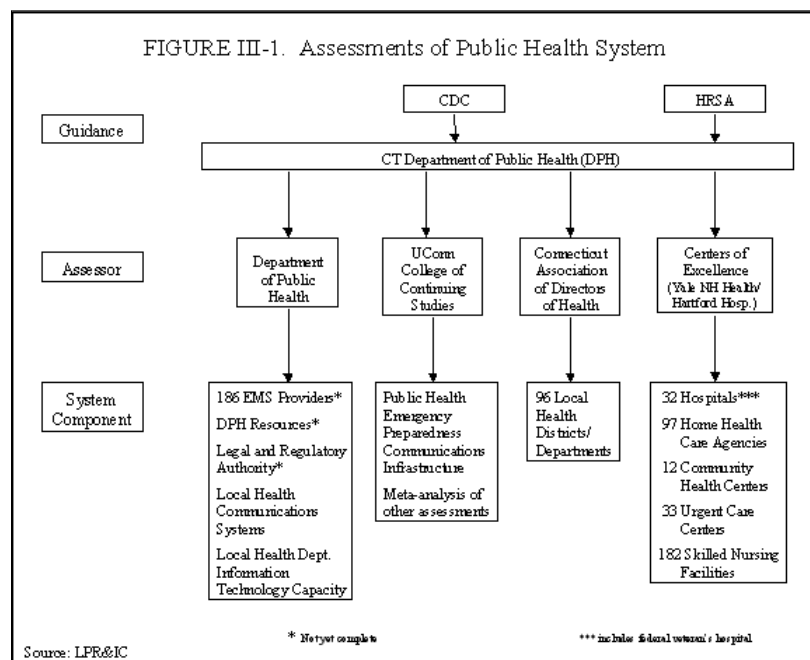 FIGURE III-1. Assessments of Public Health System
CDC
HRSA
Guidance
CT Department of Public Health (DPH)
Assessor
Department
of Public
Health
UConn
College of
Continuing
Studies
Connecticut
Association
of Directors
of Health
Centers of
Excellence
(Yale NH Health/
Hartford Hosp.)
System
Component
186 EMS Providers*
DPH Resources*
Legal and Regulatory
Authority*
Local Health
Communications
Systems
Local Health Dept.
Information
Technology Capacity
Public Health
Emergency
Preparedness
Communications
Infrastructure
Meta-analysis of
other assessments
96 Local
Health
Districts/
Departments
32 Hospitals***
97 Home Health
Care Agencies
12 Community
Health Centers
33 Urgent Care
Centers
182 Skilled Nursing
Facilities
* Not yet complete
*** includes federal veteran's hospital
Source: LPR&IC